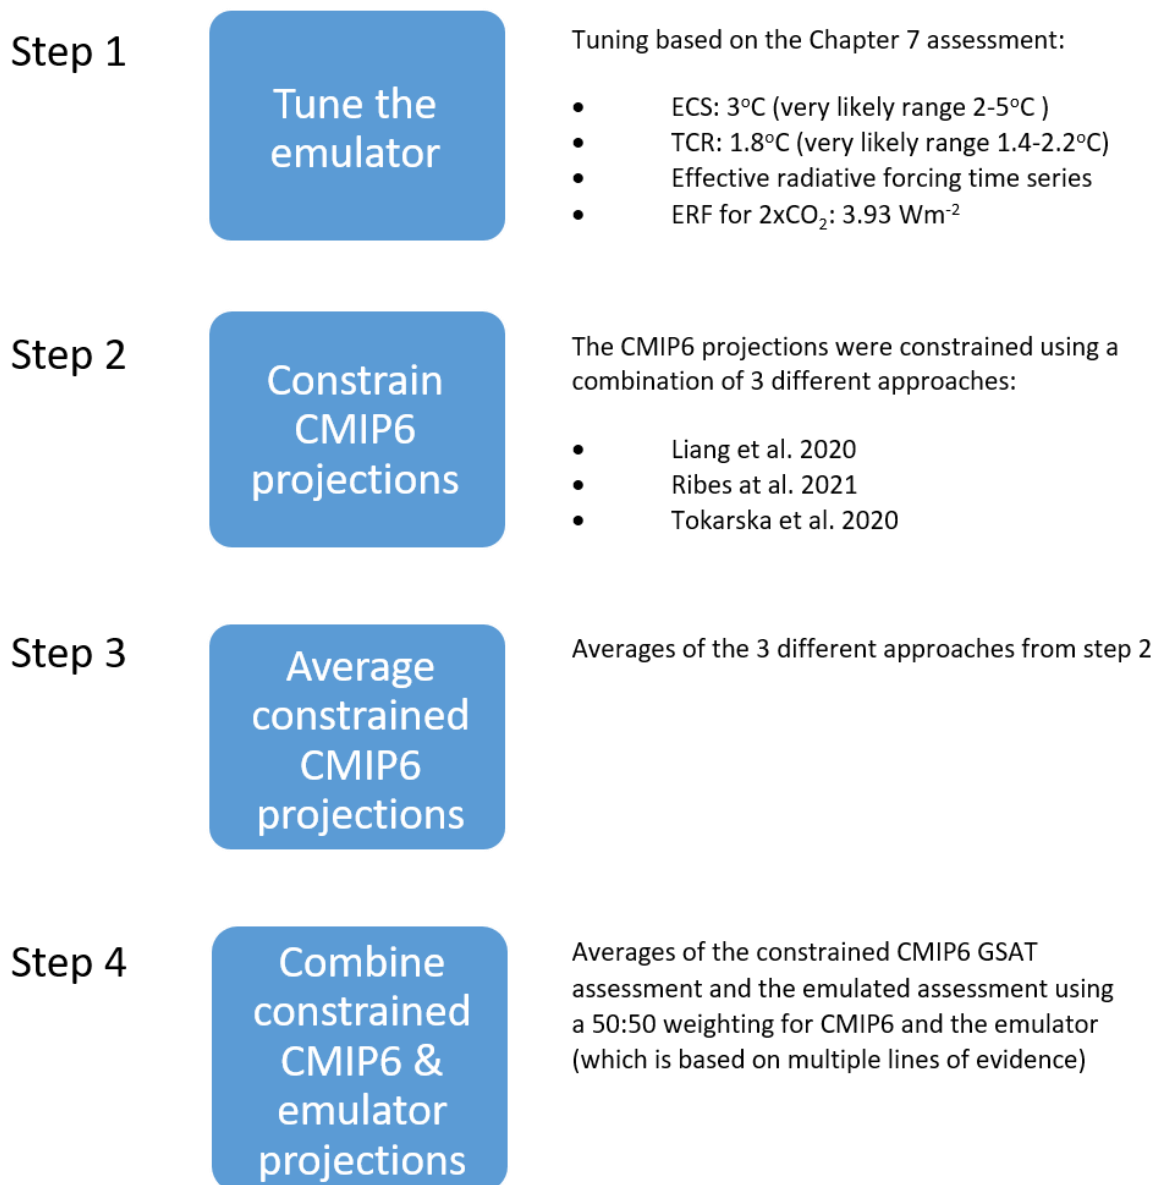 Step 1
Tune the
emulator
Tuning based on the Chapter 7 assessment:
• ECS: 3°C (very likely range 2-5°C )
• TCR: 1.8°C (very likely range 1.4-2.2°C)
• Effective radiative forcing time series
• ERF for 2xCO₂: 3.93 Wm⁻²
Step 2
Constrain
CMIP6
projections
The CMIP6 projections were constrained using a
combination of 3 different approaches:
• Liang et al. 2020
• Ribes at al. 2021
• Tokarska et al. 2020
Step 3
Average
constrained
CMIP6
projections
Averages of the 3 different approaches from step 2
Step 4
Combine
constrained
CMIP6 &
emulator
projections
Averages of the constrained CMIP6 GSAT
assessment and the emulated assessment using
a 50:50 weighting for CMIP6 and the emulator
(which is based on multiple lines of evidence)